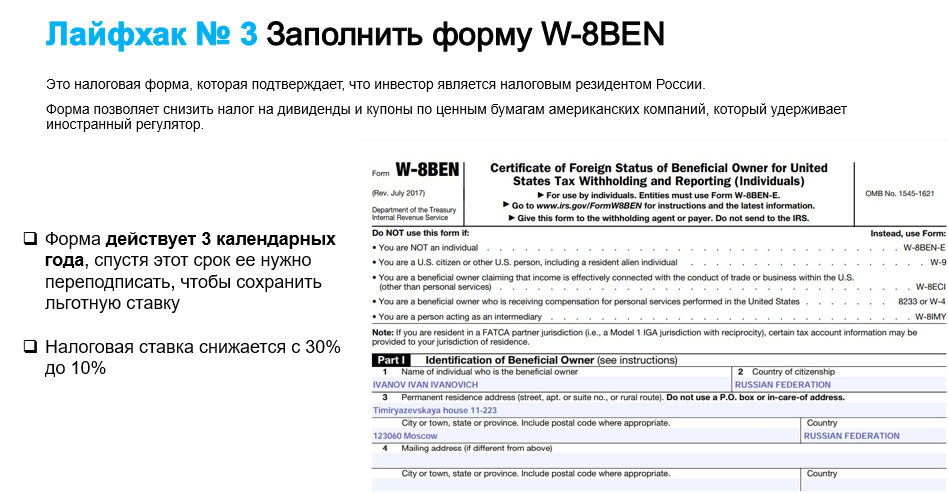 Лайфхак № 3 Заполнить форму W-8BEN
Это налоговая форма, которая подтверждает, что инвестор является налоговым резидентом России.
Форма позволяет снизить налог на дивиденды и купоны по ценным бумагам американских компаний, который удерживает
иностранный регулятор.
Форма действует 3 календарных
года, спустя этот срок ее нужно
переподписать, чтобы сохранить
льготную ставку
Налоговая ставка снижается с 30%
до 10%
Form W-8BEN
(Rev. July 2017)
Department of the Treasury
Internal Revenue Service
Certificate of Foreign Status of Beneficial Owner for United
States Tax Withholding and Reporting (Individuals)
▶ For use by individuals. Entities must use Form W-8BEN-E.
▶ Go to www.irs.gov/FormW8BEN for instructions and the latest information.
▶ Give this form to the withholding agent or payer. Do not send to the IRS.
OMB No. 1545-1621
Do NOT use this form if: Instead, use Form:
• You are NOT an individual . . . . . . . . . . W-8BEN-E
• You are a U.S. citizen or other U.S. person, including a resident alien individual . . . . . . . . . . W-9
• You are a beneficial owner claiming that income is effectively connected with the conduct of trade or business within the U.S.
(other than personal services) . . . . . . . . . . W-8ECI
• You are a beneficial owner who is receiving compensation for personal services performed in the United States . . . . . . . 8233 or W-4
• You are a person acting as an intermediary . . . . . . . . . . W-8IMY
Note: If you are resident in a FATCA partner jurisdiction (i.e., a Model 1 IGA jurisdiction with reciprocity), certain tax account information may be
provided to your jurisdiction of residence.
Part I Identification of Beneficial Owner (see instructions)
1 Name of individual who is the beneficial owner
IVANOV IVAN IVANOVICH
2 Country of citizenship
RUSSIAN FEDERATION
3 Permanent residence address (street, apt. or suite no., or rural route). Do not use a P.O. box or in-care-of address.
Timiryazevskaya house 11-223
City or town, state or province. Include postal code where appropriate. Country
123060 Moscow RUSSIAN FEDERATION
4 Mailing address (if different from above)
City or town, state or province. Include postal code where appropriate. Country